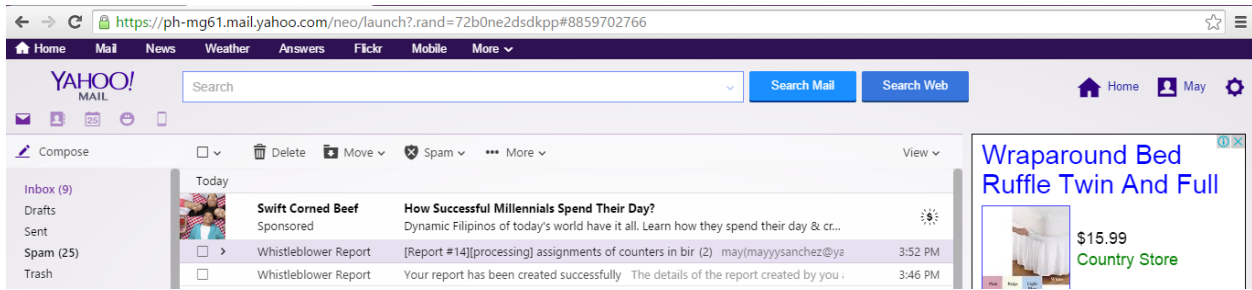 https://ph-mg61.mail.yahoo.com/neo/launch?.rand=72b0ne2dsdkpp#8859702766
Home Mail News Weather Answers Flickr Mobile More
YAHOO!
MAIL
Search
Search Mail Search Web
Home May
25
Compose
Delete Move Spam More View
Inbox (9)
Drafts
Sent
Spam (25)
Trash
Today
Swift Corned Beef How Successful Millennials Spend Their Day?
Sponsored Dynamic Filipinos of today's world have it all. Learn how they spend their day & cr...
Whistleblower Report [Report #14][processing] assignments of counters in bir (2) may(mayyysanchez@ya 3:52 PM
Whistleblower Report Your report has been created successfully The details of the report created by you 3:46 PM
Wraparound Bed
Ruffle Twin And Full
$15.99
Country Store
Pink
White